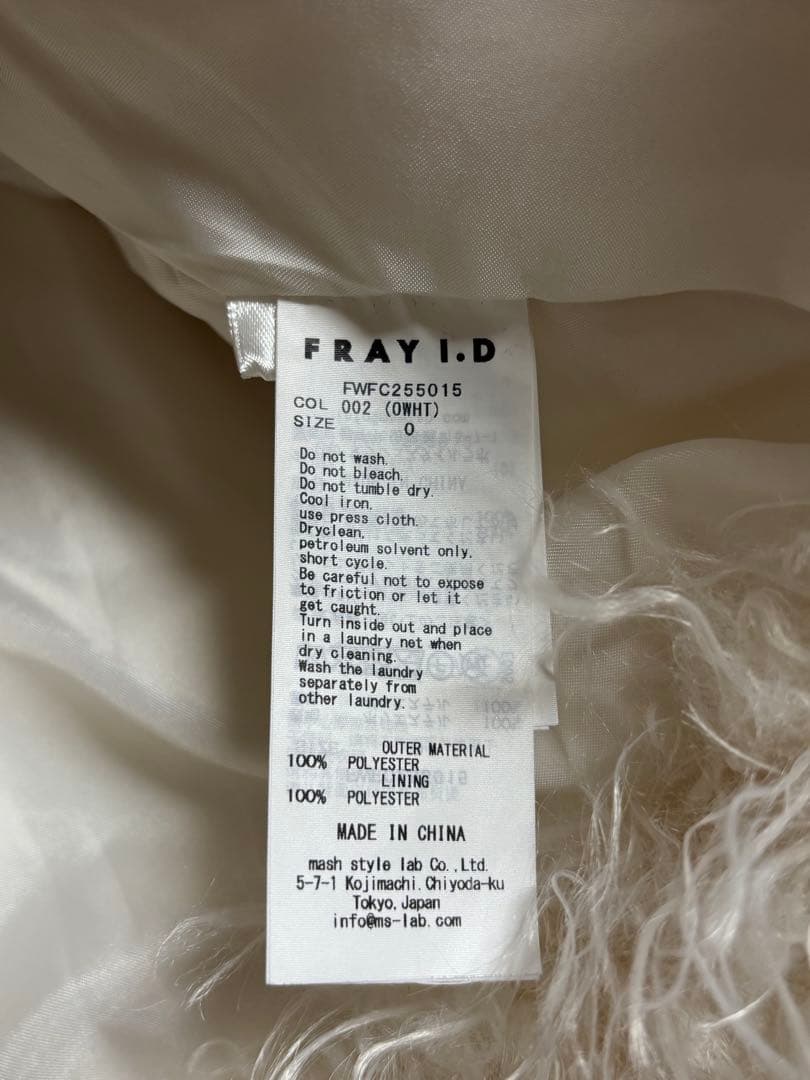 FRAY I.D
FWFC255015
COL 002 (OWHT)
SIZE 0
Do not wash.
Do not bleach.
Do not tumble dry.
Cool iron.
use press cloth.
Dryclean.
petroleum solvent only.
short cycle.
Be careful not to expose
to friction or let it
get caught.
Turn inside out and place
in a laundry net when
dry cleaning.
Wash the laundry
separately from
other laundry.
OUTER MATERIAL
100% POLYESTER
LINING
100% POLYESTER
MADE IN CHINA
mash style lab Co.,Ltd.
5-7-1 Kojimachi.Chiyoda-ku
Tokyo,Japan
info@ms-lab.com